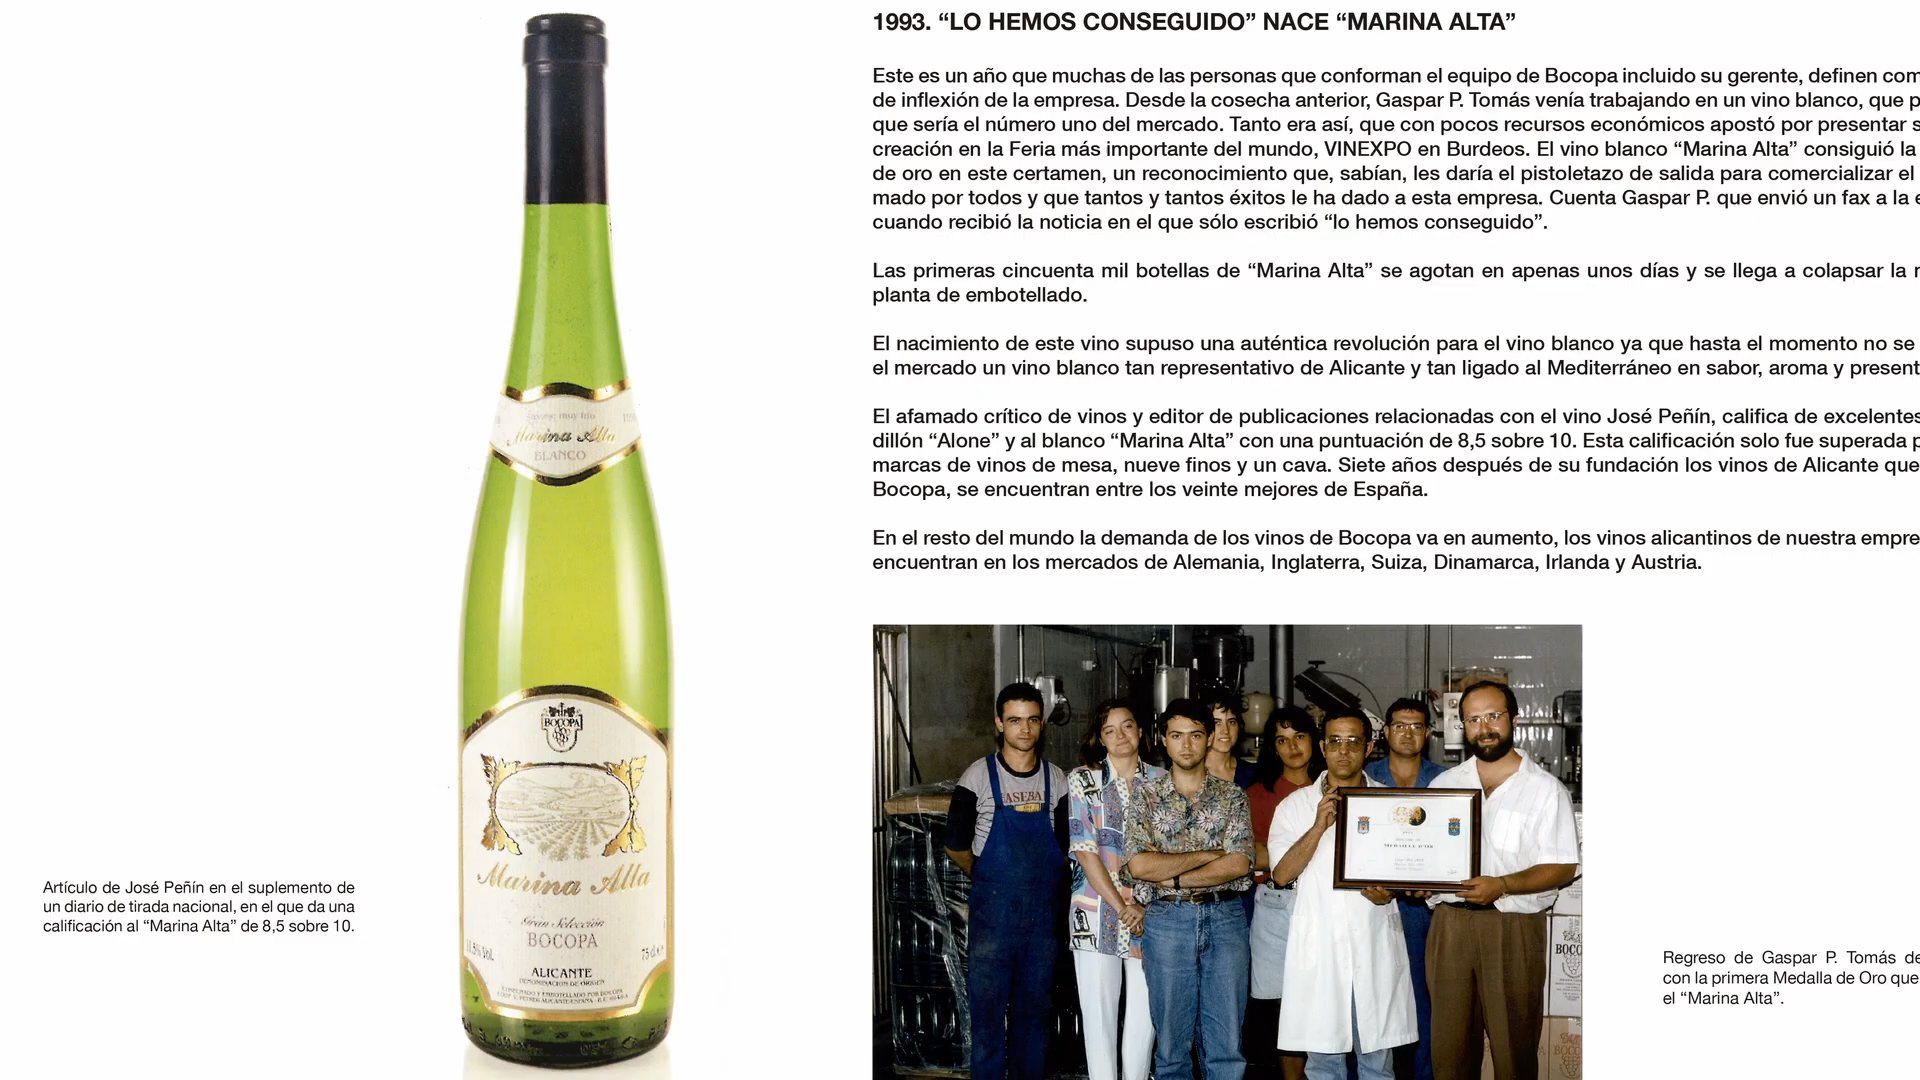 1993. “LO HEMOS CONSEGUIDO” NACE “MARINA ALTA”
Este es un año que muchas de las personas que conforman el equipo de Bocopa incluido su gerente, definen com
de inflexión de la empresa. Desde la cosecha anterior, Gaspar P. Tomás venía trabajando en un vino blanco, que p
que sería el número uno del mercado. Tanto era así, que con pocos recursos económicos apostó por presentar s
creación en la Feria más importante del mundo, VINEXPO en Burdeos. El vino blanco “Marina Alta” consiguió la
de oro en este certamen, un reconocimiento que, sabían, les daría el pistoletazo de salida para comercializar el
mado por todos y que tantos y tantos éxitos le ha dado a esta empresa. Cuenta Gaspar P. que envió un fax a la e
cuando recibió la noticia en el que sólo escribió “lo hemos conseguido”.
Las primeras cincuenta mil botellas de “Marina Alta” se agotan en apenas unos días y se llega a colapsar la
planta de embotellado.
El nacimiento de este vino supuso una auténtica revolución para el vino blanco ya que hasta el momento no se
el mercado un vino blanco tan representativo de Alicante y tan ligado al Mediterráneo en sabor, aroma y present
El afamado crítico de vinos y editor de publicaciones relacionadas con el vino José Peñín, califica de excelentes
dillón “Alone” y al blanco “Marina Alta” con una puntuación de 8,5 sobre 10. Esta calificación solo fue superada p
marcas de vinos de mesa, nueve finos y un cava. Siete años después de su fundación los vinos de Alicante que
Bocopa, se encuentran entre los veinte mejores de España.
En el resto del mundo la demanda de los vinos de Bocopa va en aumento, los vinos alicantinos de nuestra empre
encuentran en los mercados de Alemania, Inglaterra, Suiza, Dinamarca, Irlanda y Austria.
Marina Alta
BLANCO
BOCOPA
Marina Alta
Gran Selección
BOCOPA
11,5% Vol.
75 cl. e
ALICANTE
DENOMINACION DE ORIGEN
Artículo de José Peñín en el suplemento de
un diario de tirada nacional, en el que da una
calificación al “Marina Alta” de 8,5 sobre 10.
MEDAILLE D'OR
BOCO
Regreso de Gaspar P. Tomás de
con la primera Medalla de Oro que
el “Marina Alta”.